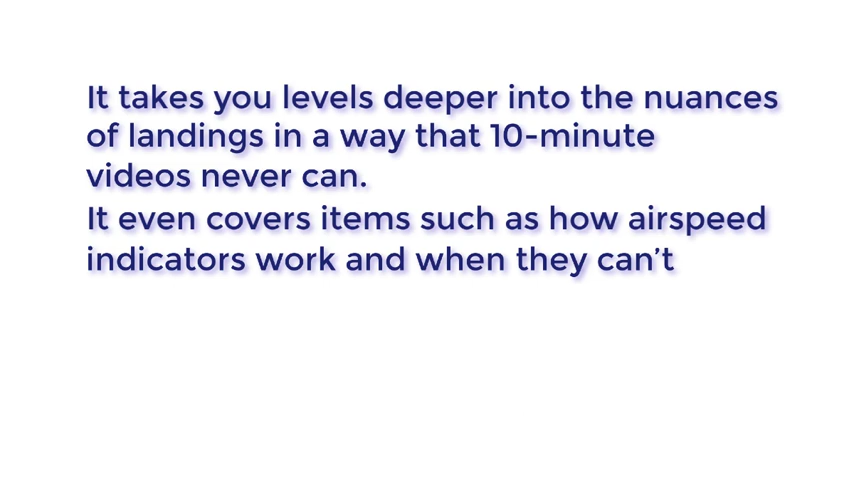 It takes you levels deeper into the nuances
of landings in a way that 10-minute
videos never can.
It even covers items such as how airspeed
indicators work and when they can’t